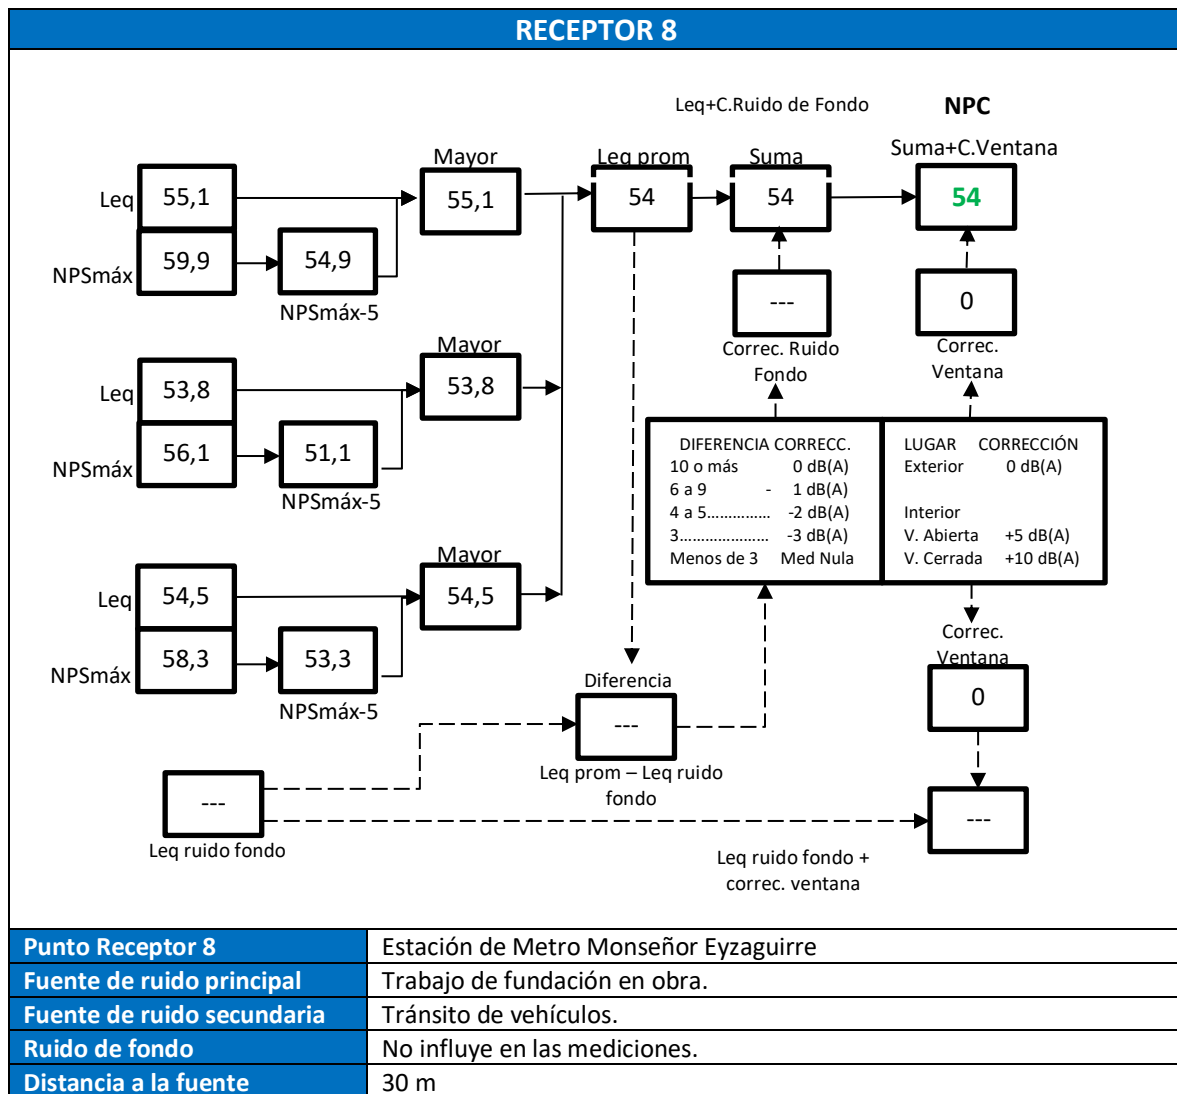 RECEPTOR 8
Leq+C.Ruido de Fondo
NPC
Mayor
Leq prom
Suma
Suma+C.Ventana
Leq
55,1
55,1
54
54
54
NPSmáx
59,9
54,9
NPSmáx-5
---
0
Correc. Ruido
Fondo
Correc.
Ventana
Mayor
Leq
53,8
53,8
NPSmáx
56,1
51,1
NPSmáx-5
DIFERENCIA CORRECC.
10 o más 0 dB(A)
6 a 9 - 1 dB(A)
4 a 5............... -2 dB(A)
3..................... -3 dB(A)
Menos de 3 Med Nula
LUGAR CORRECCIÓN
Exterior 0 dB(A)
Interior
V. Abierta +5 dB(A)
V. Cerrada +10 dB(A)
Mayor
Leq
54,5
54,5
NPSmáx
58,3
53,3
NPSmáx-5
Correc.
Ventana
0
Diferencia
---
Leq prom – Leq ruido
fondo
---
Leq ruido fondo
---
Leq ruido fondo +
correc. ventana
Punto Receptor 8 Estación de Metro Monseñor Eyzaguirre
Fuente de ruido principal Trabajo de fundación en obra.
Fuente de ruido secundaria Tránsito de vehículos.
Ruido de fondo No influye en las mediciones.
Distancia a la fuente 30 m